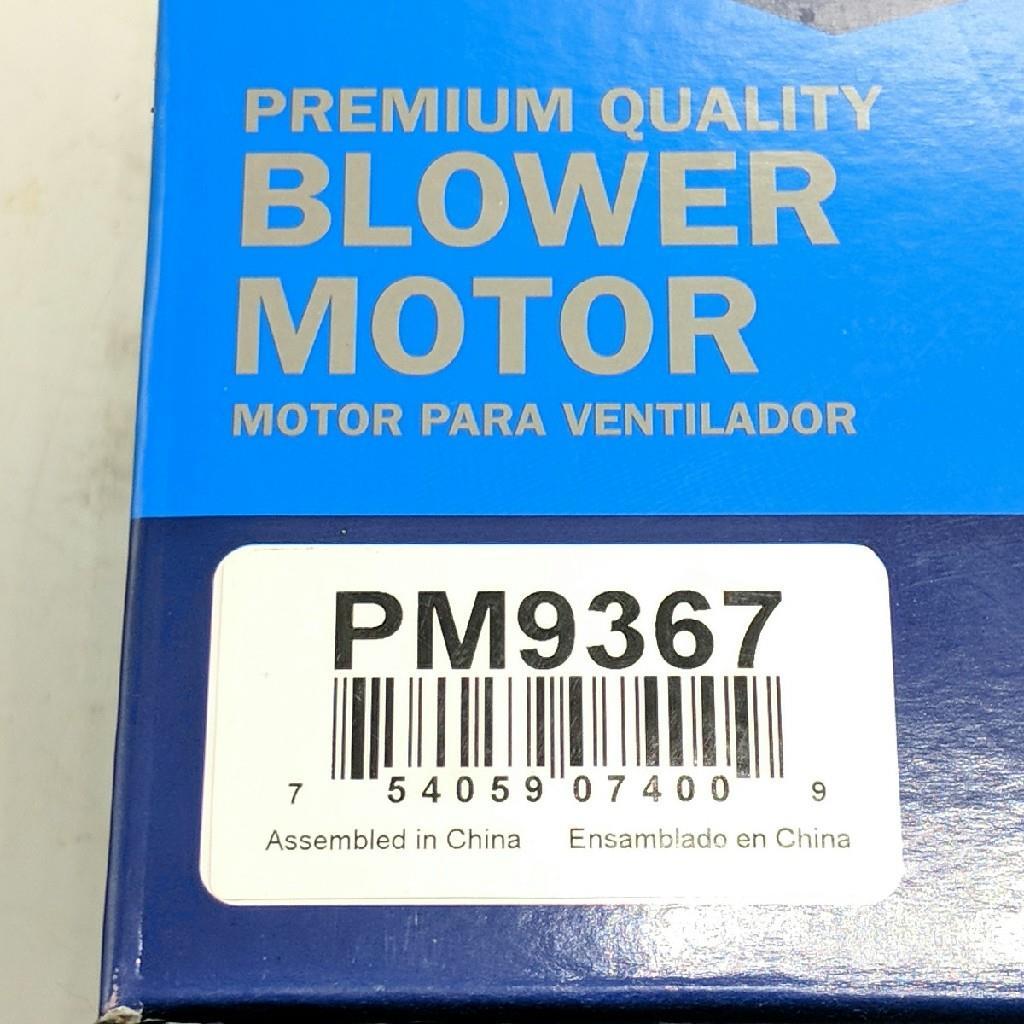 PREMIUM QUALITY
BLOWER
MOTOR
MOTOR PARA VENTILADOR
PM9367
7 54059 07400 9
Assembled in China Ensamblado en China